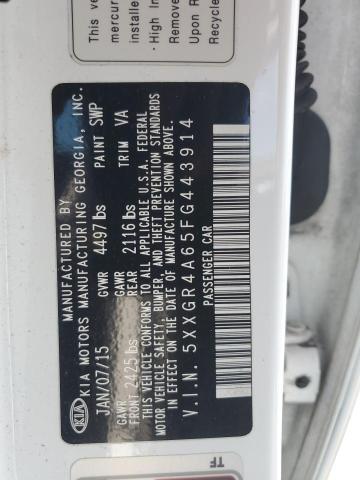 This ve
mercur
installe
• High In
Remove
Upon R
Recycle
KIA
MANUFACTURED BY
KIA MOTORS MANUFACTURING GEORGIA, INC.
JAN/07/15 GVWR 4497 lbs PAINT SWP
GAWR FRONT 2425 lbs GAWR REAR 2116 lbs TRIM VA
THIS VEHICLE CONFORMS TO ALL APPLICABLE U.S.A. FEDERAL
MOTOR VEHICLE SAFETY, BUMPER, AND THEFT PREVENTION STANDARDS
IN EFFECT ON THE DATE OF MANUFACTURE SHOWN ABOVE.
V.I.N. 5XXGR4A65FG443914
PASSENGER CAR
TF